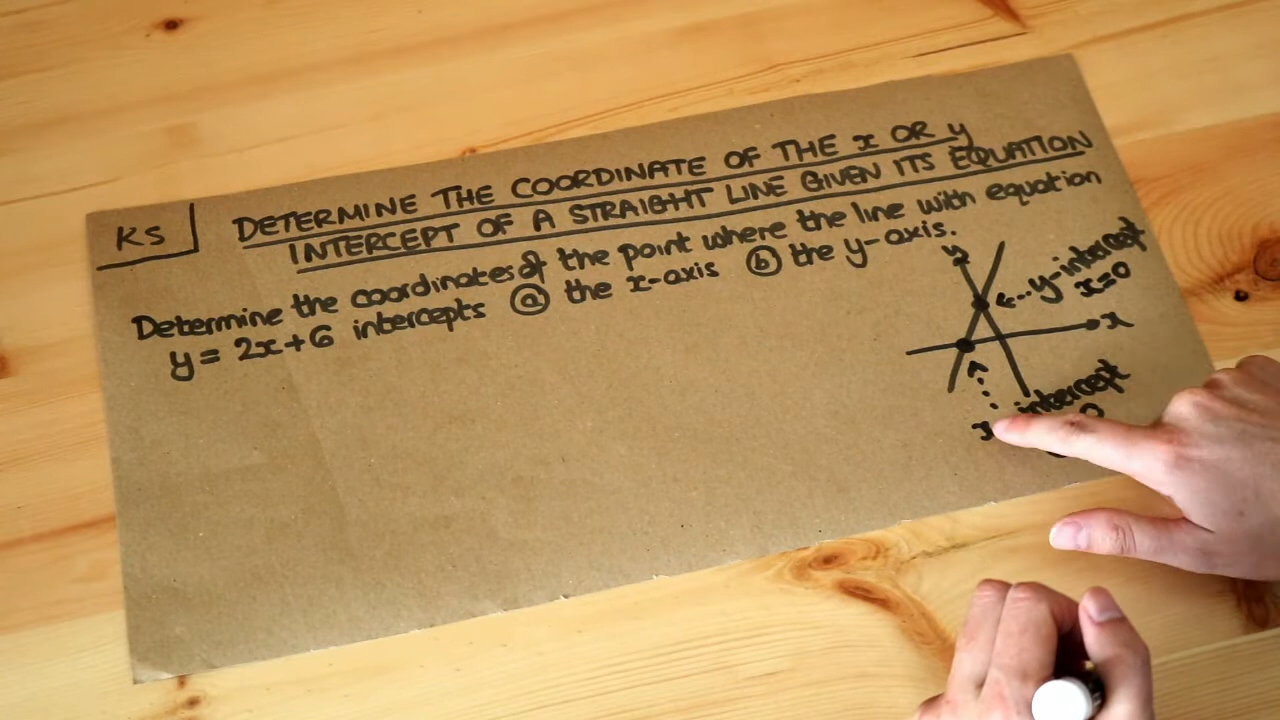 KS
DETERMINE THE COORDINATE OF THE x OR y
INTERCEPT OF A STRAIGHT LINE GIVEN ITS EQUATION
Determine the coordinates of the point where the line with equation
y = 2x+6 intercepts ⓐ the x-axis ⓑ the y-axis.
y
y-intercept
x=0
x
intercept